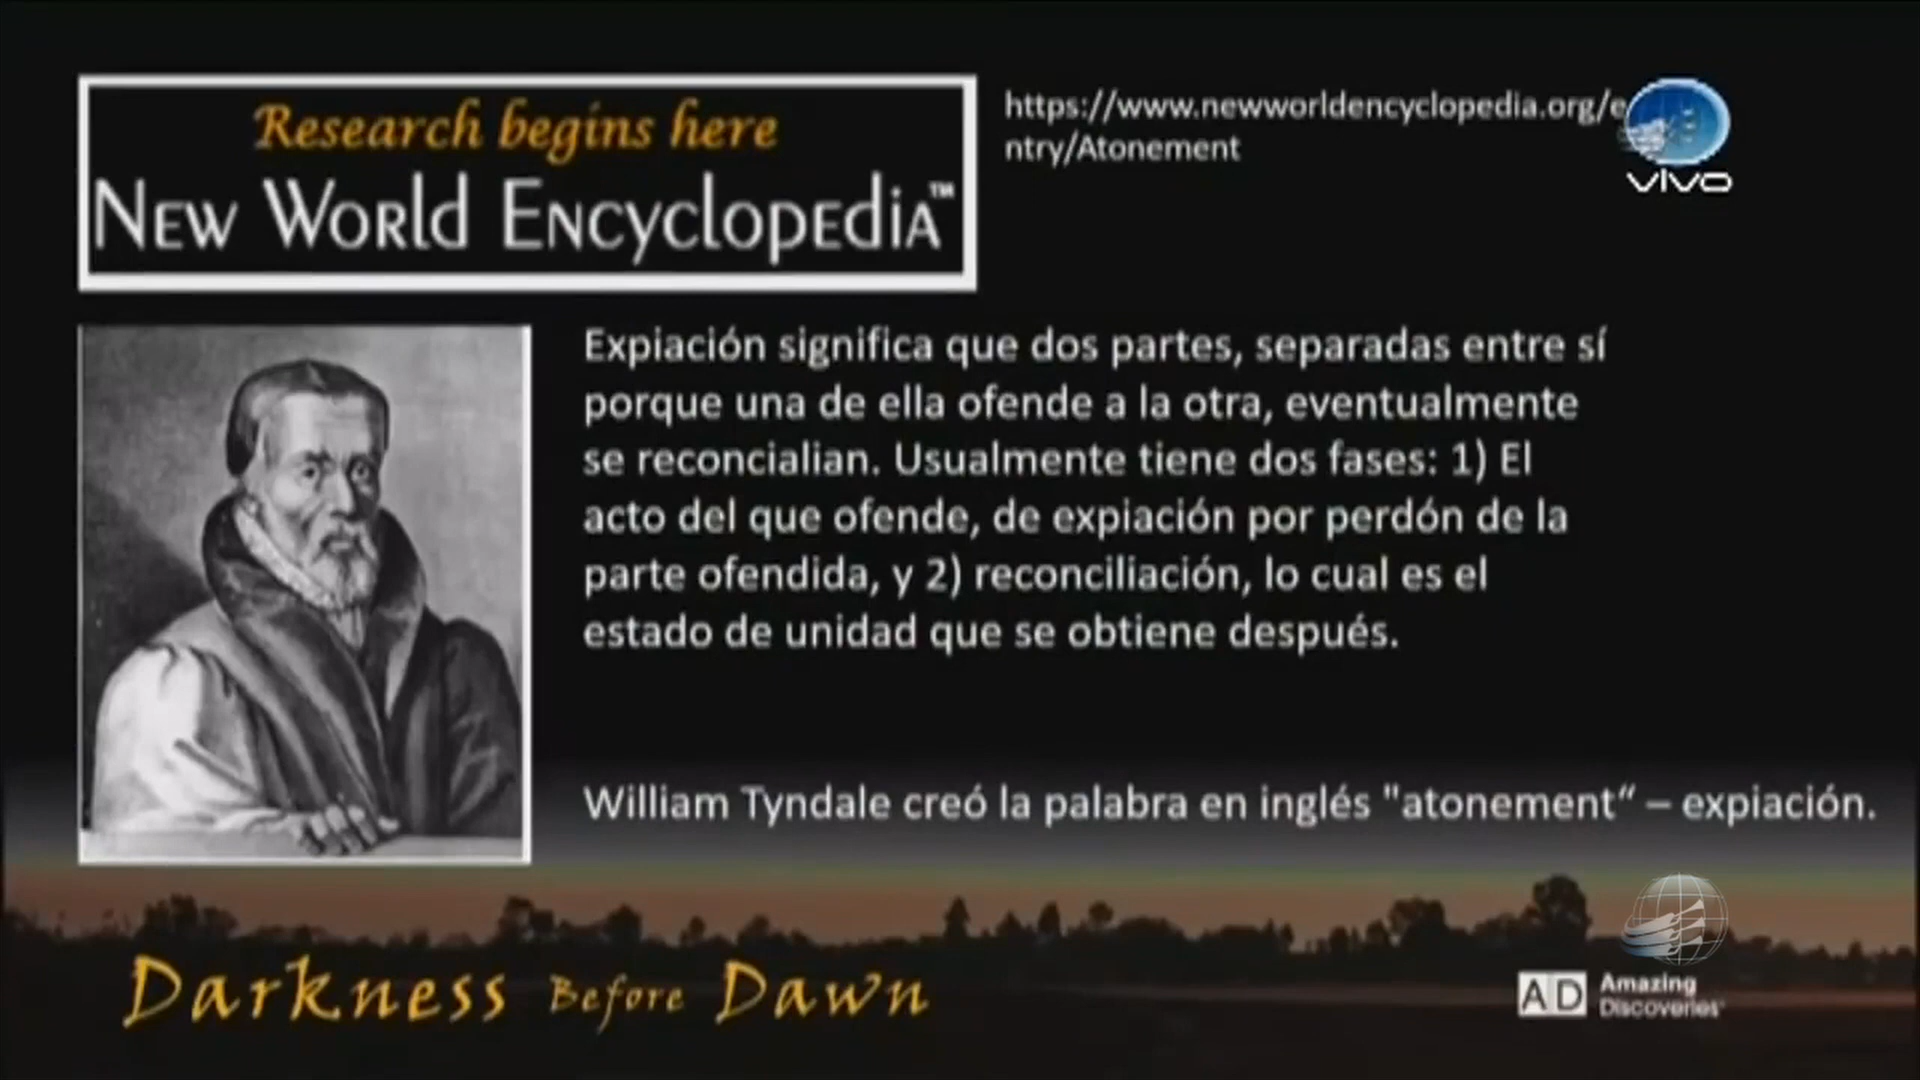 Research begins here
NEW WORLD ENCYCLOPEDIA™
https://www.newworldencyclopedia.org/e
ntry/Atonement
VIVO
Expiación significa que dos partes, separadas entre sí
porque una de ella ofende a la otra, eventualmente
se reconcialian. Usualmente tiene dos fases: 1) El
acto del que ofende, de expiación por perdón de la
parte ofendida, y 2) reconciliación, lo cual es el
estado de unidad que se obtiene después.
William Tyndale creó la palabra en inglés "atonement“ – expiación.
Darkness Before Dawn
AD Amazing
Discoveries